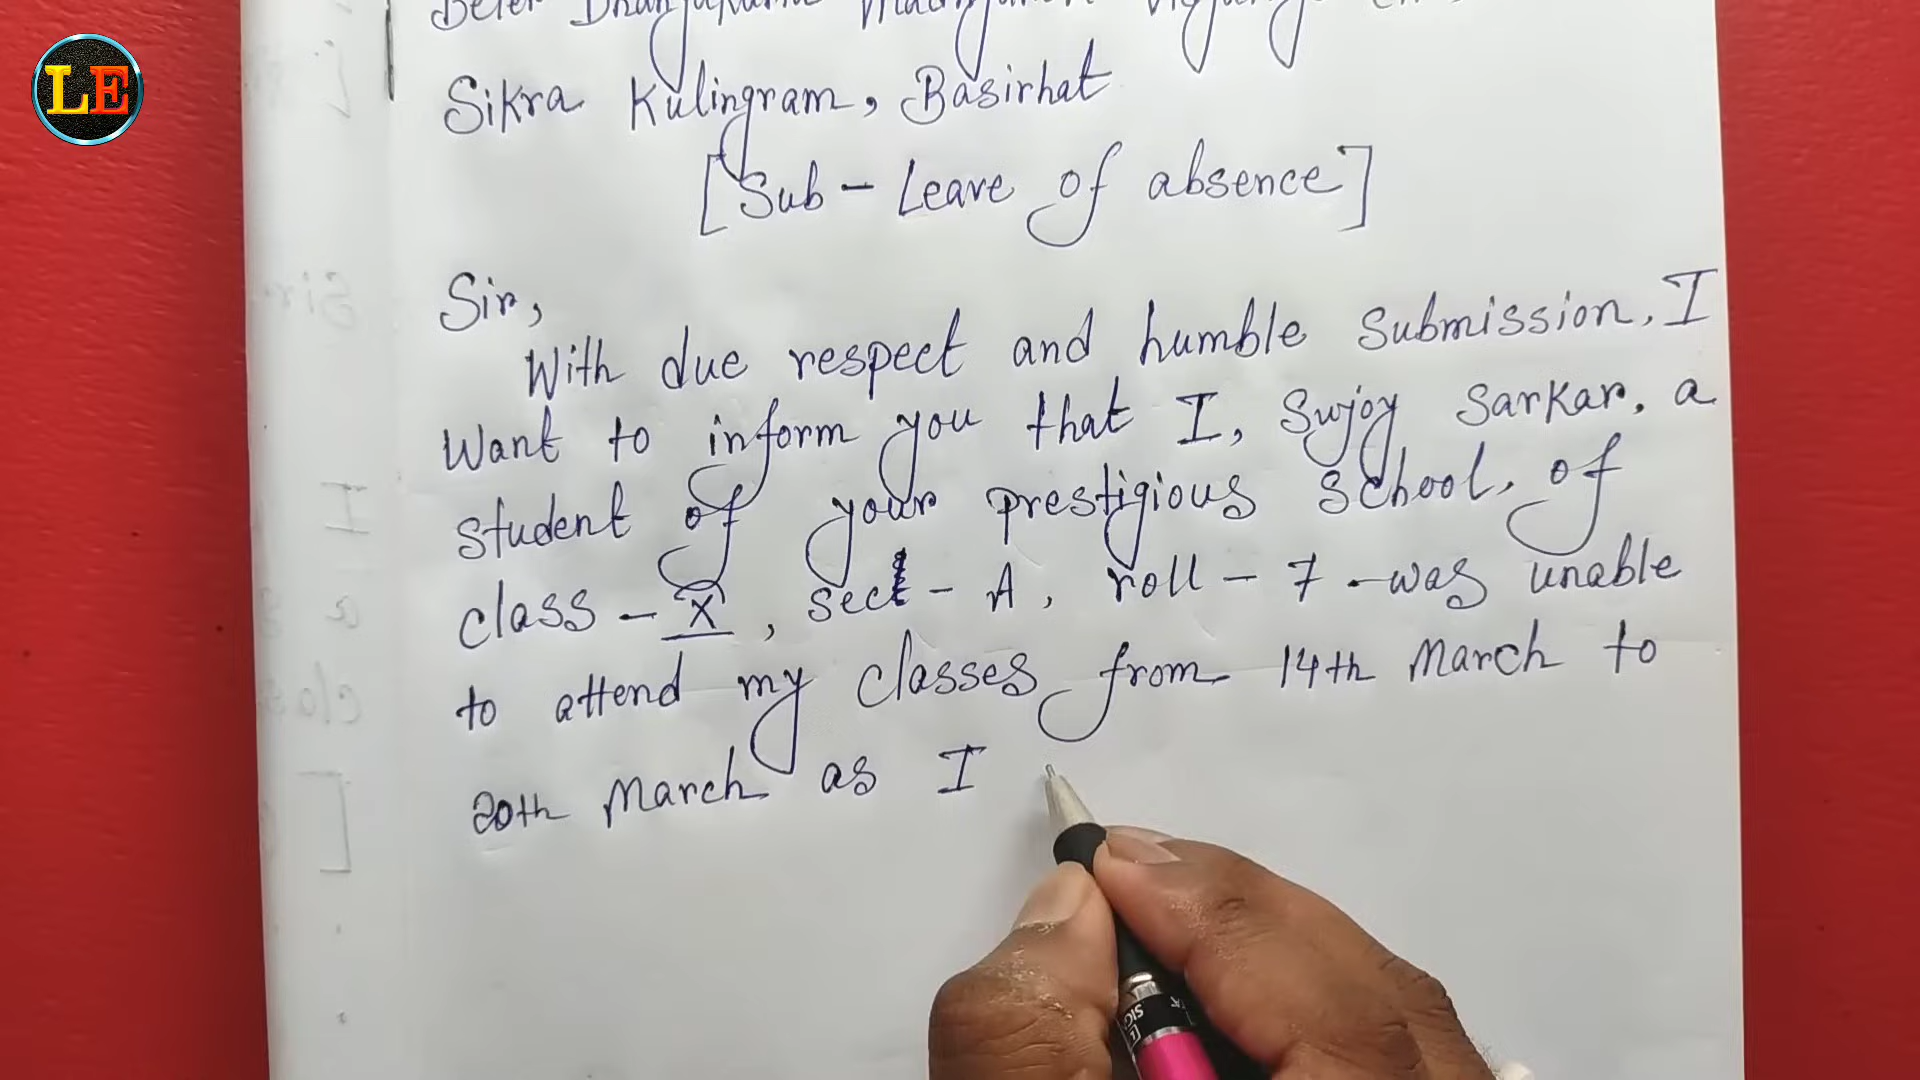 LE
Sikra Kulingram, Basirhat
[Sub - Leave of absence]
Sir,
With due respect and humble submission, I
want to inform you that I, Sujoy Sarkar, a
student of your prestigious school, of
class - X, sect - A, roll - 7 - was unable
to attend my classes from 14th March to
20th March as I